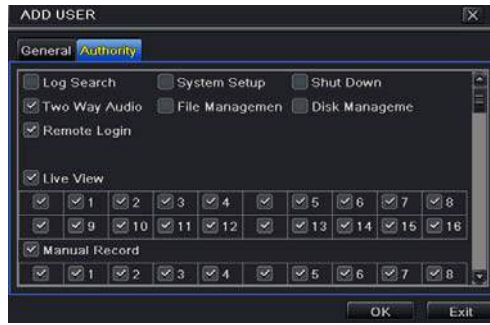 ADD USER
General Authority
Log Search System Setup Shut Down
Two Way Audio File Managemen Disk Manageme
Remote Login
Live View
1 2 3 4 5 6 7 8
9 10 11 12 13 14 15 16
Manual Record
1 2 3 4 5 6 7 8
OK Exit